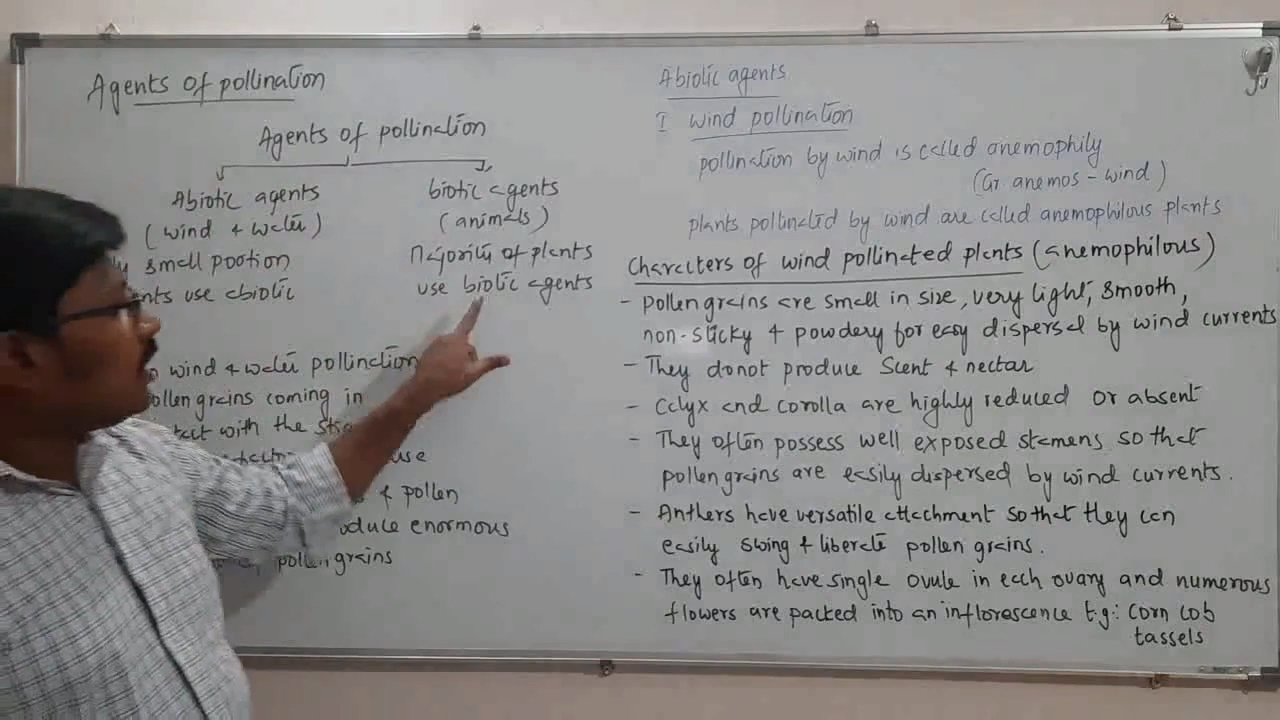 Agents of pollination
Agents of pollination
Abiotic agents
(wind & water)
small pootion
use abiotic
biotic agents
(animals)
Majority of plants
use biotic agents
wind & water pollination
pollen grains coming in
with the
& pollen
enormous
pollen grains
Abiotic agents
I wind pollination
pollination by wind is called anemophily
(Gr. anemos - wind)
plants pollinated by wind are called anemophilous plants
Characters of wind pollinated plants (anemophilous)
- pollen grains are small in size, very light, smooth,
non-sticky & powdery for easy dispersal by wind currents
- They donot produce Scent & nectar
- Calyx and corolla are highly reduced or absent
- They often possess well exposed stamens so that
pollen grains are easily dispersed by wind currents.
- Anthers have versatile attachment so that they can
easily swing & liberate pollen grains.
- They often have single ovule in each ovary and numerous
flowers are packed into an inflorescence E.g.: corn cob
tassels